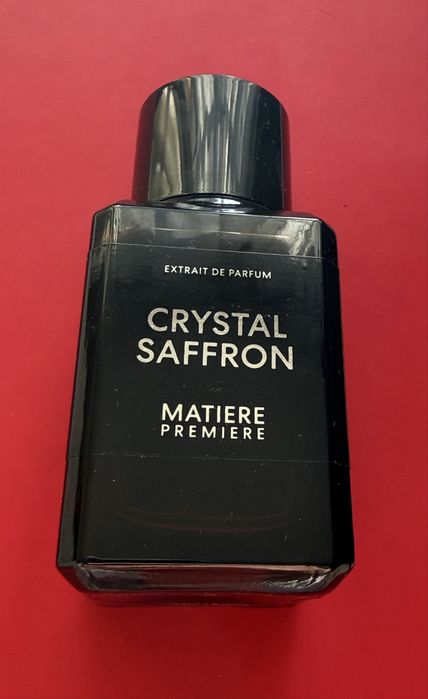 EXTRAIT DE PARFUM
CRYSTAL
SAFFRON
MATIERE
PREMIERE